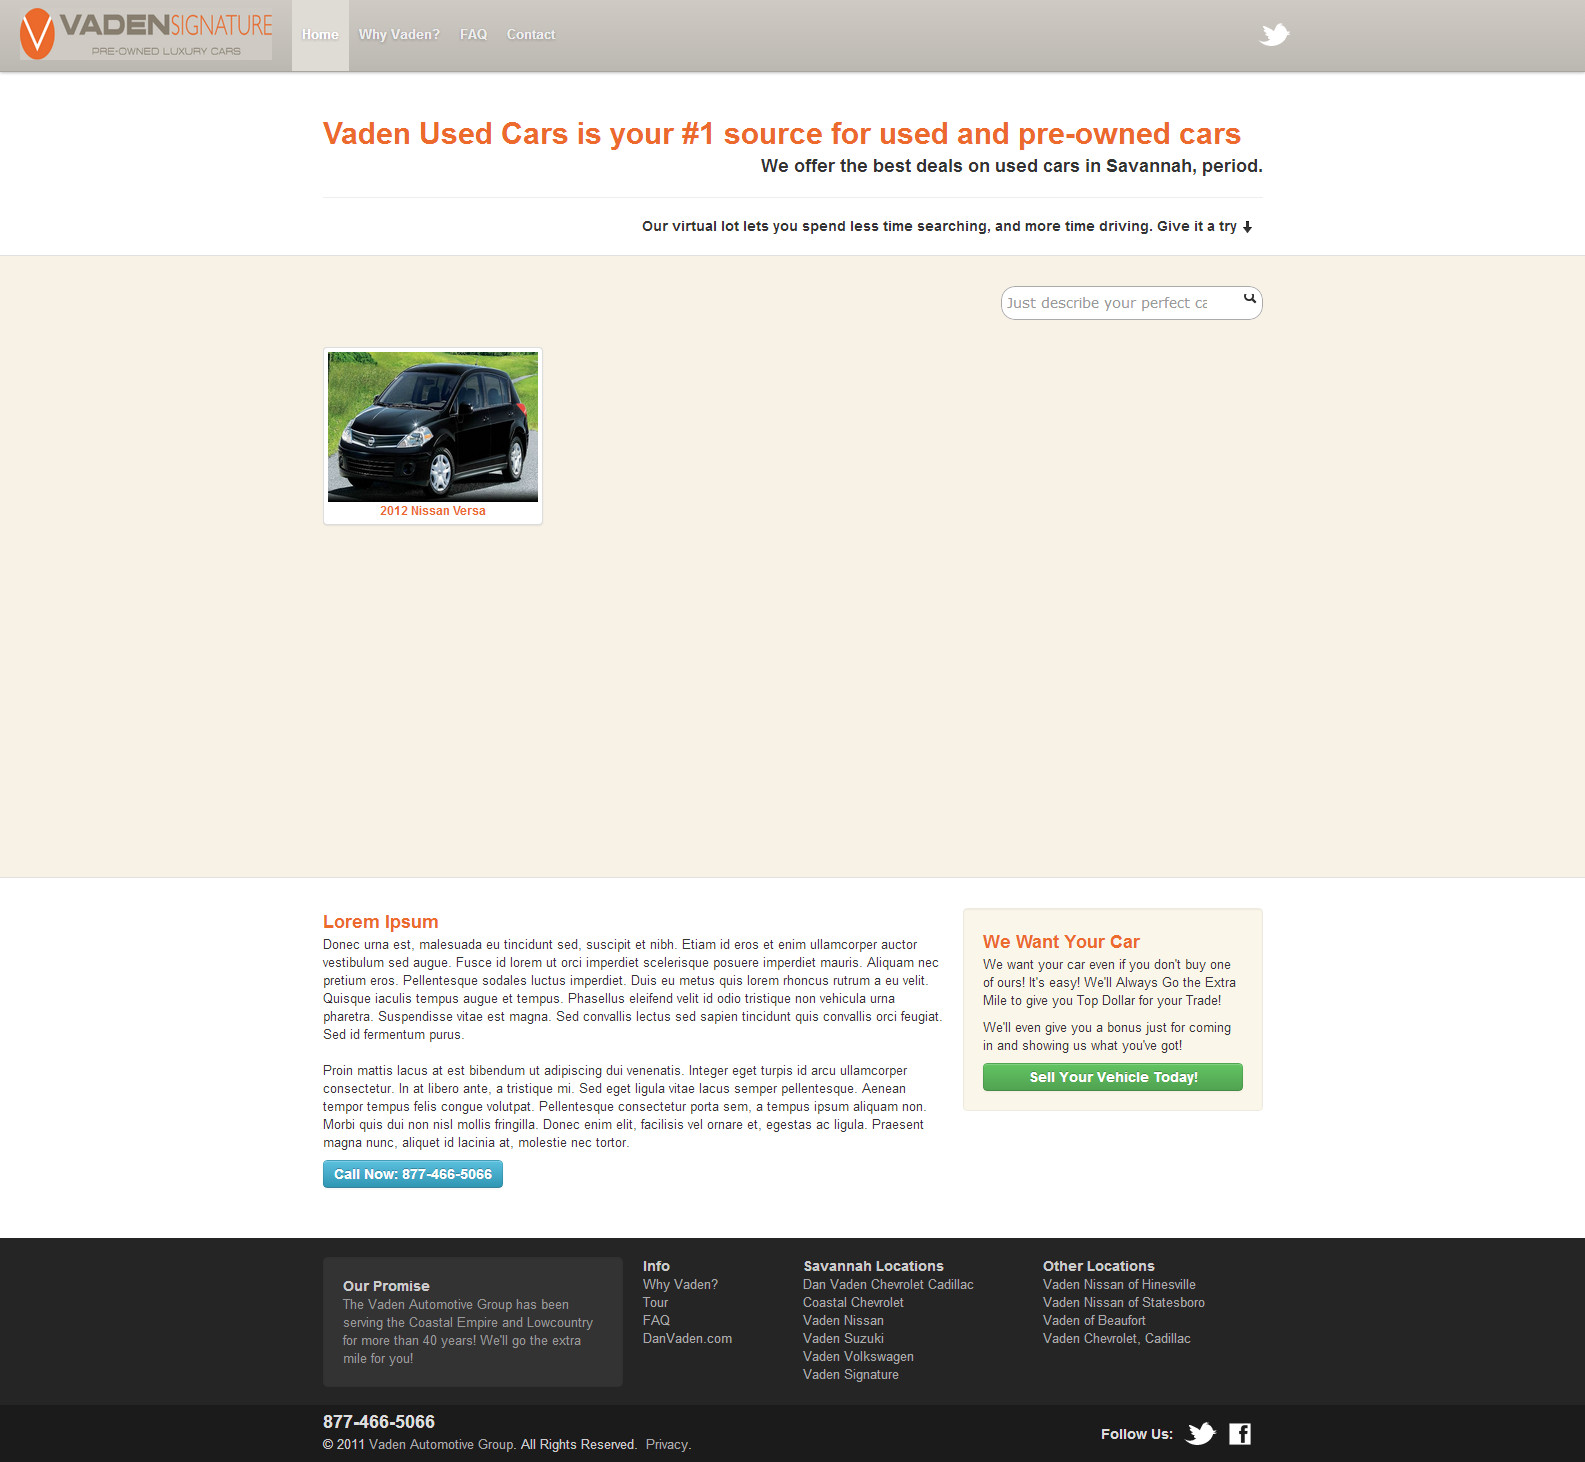 VADENSIGNATURE
PRE-OWNED LUXURY CARS
Home Why Vaden? FAQ Contact
Vaden Used Cars is your #1 source for used and pre-owned cars
We offer the best deals on used cars in Savannah, period.
Our virtual lot lets you spend less time searching, and more time driving. Give it a try
Just describe your perfect ca
2012 Nissan Versa
Lorem Ipsum
Donec urna est, malesuada eu tincidunt sed, suscipit et nibh. Etiam id eros et enim ullamcorper auctor
vestibulum sed augue. Fusce id lorem ut orci imperdiet scelerisque posuere imperdiet mauris. Aliquam nec
pretium eros. Pellentesque sodales luctus imperdiet. Duis eu metus quis lorem rhoncus rutrum a eu velit.
Quisque iaculis tempus augue et tempus. Phasellus eleifend velit id odio tristique non vehicula urna
pharetra. Suspendisse vitae est magna. Sed convallis lectus sed sapien tincidunt quis convallis orci feugiat.
Sed id fermentum purus.
Proin mattis lacus at est bibendum ut adipiscing dui venenatis. Integer eget turpis id arcu ullamcorper
consectetur. In at libero ante, a tristique mi. Sed eget ligula vitae lacus semper pellentesque. Aenean
tempor tempus felis congue volutpat. Pellentesque consectetur porta sem, a tempus ipsum aliquam non.
Morbi quis dui non nisl mollis fringilla. Donec enim elit, facilisis vel ornare et, egestas ac ligula. Praesent
magna nunc, aliquet id lacinia at, molestie nec tortor.
Call Now: 877-466-5066
We Want Your Car
We want your car even if you don't buy one
of ours! It's easy! We'll Always Go the Extra
Mile to give you Top Dollar for your Trade!
We'll even give you a bonus just for coming
in and showing us what you've got!
Sell Your Vehicle Today!
Our Promise
The Vaden Automotive Group has been
serving the Coastal Empire and Lowcountry
for more than 40 years! We'll go the extra
mile for you!
Info
Why Vaden?
Tour
FAQ
DanVaden.com
Savannah Locations
Dan Vaden Chevrolet Cadillac
Coastal Chevrolet
Vaden Nissan
Vaden Suzuki
Vaden Volkswagen
Vaden Signature
Other Locations
Vaden Nissan of Hinesville
Vaden Nissan of Statesboro
Vaden of Beaufort
Vaden Chevrolet, Cadillac
877-466-5066
© 2011 Vaden Automotive Group. All Rights Reserved. Privacy.
Follow Us: